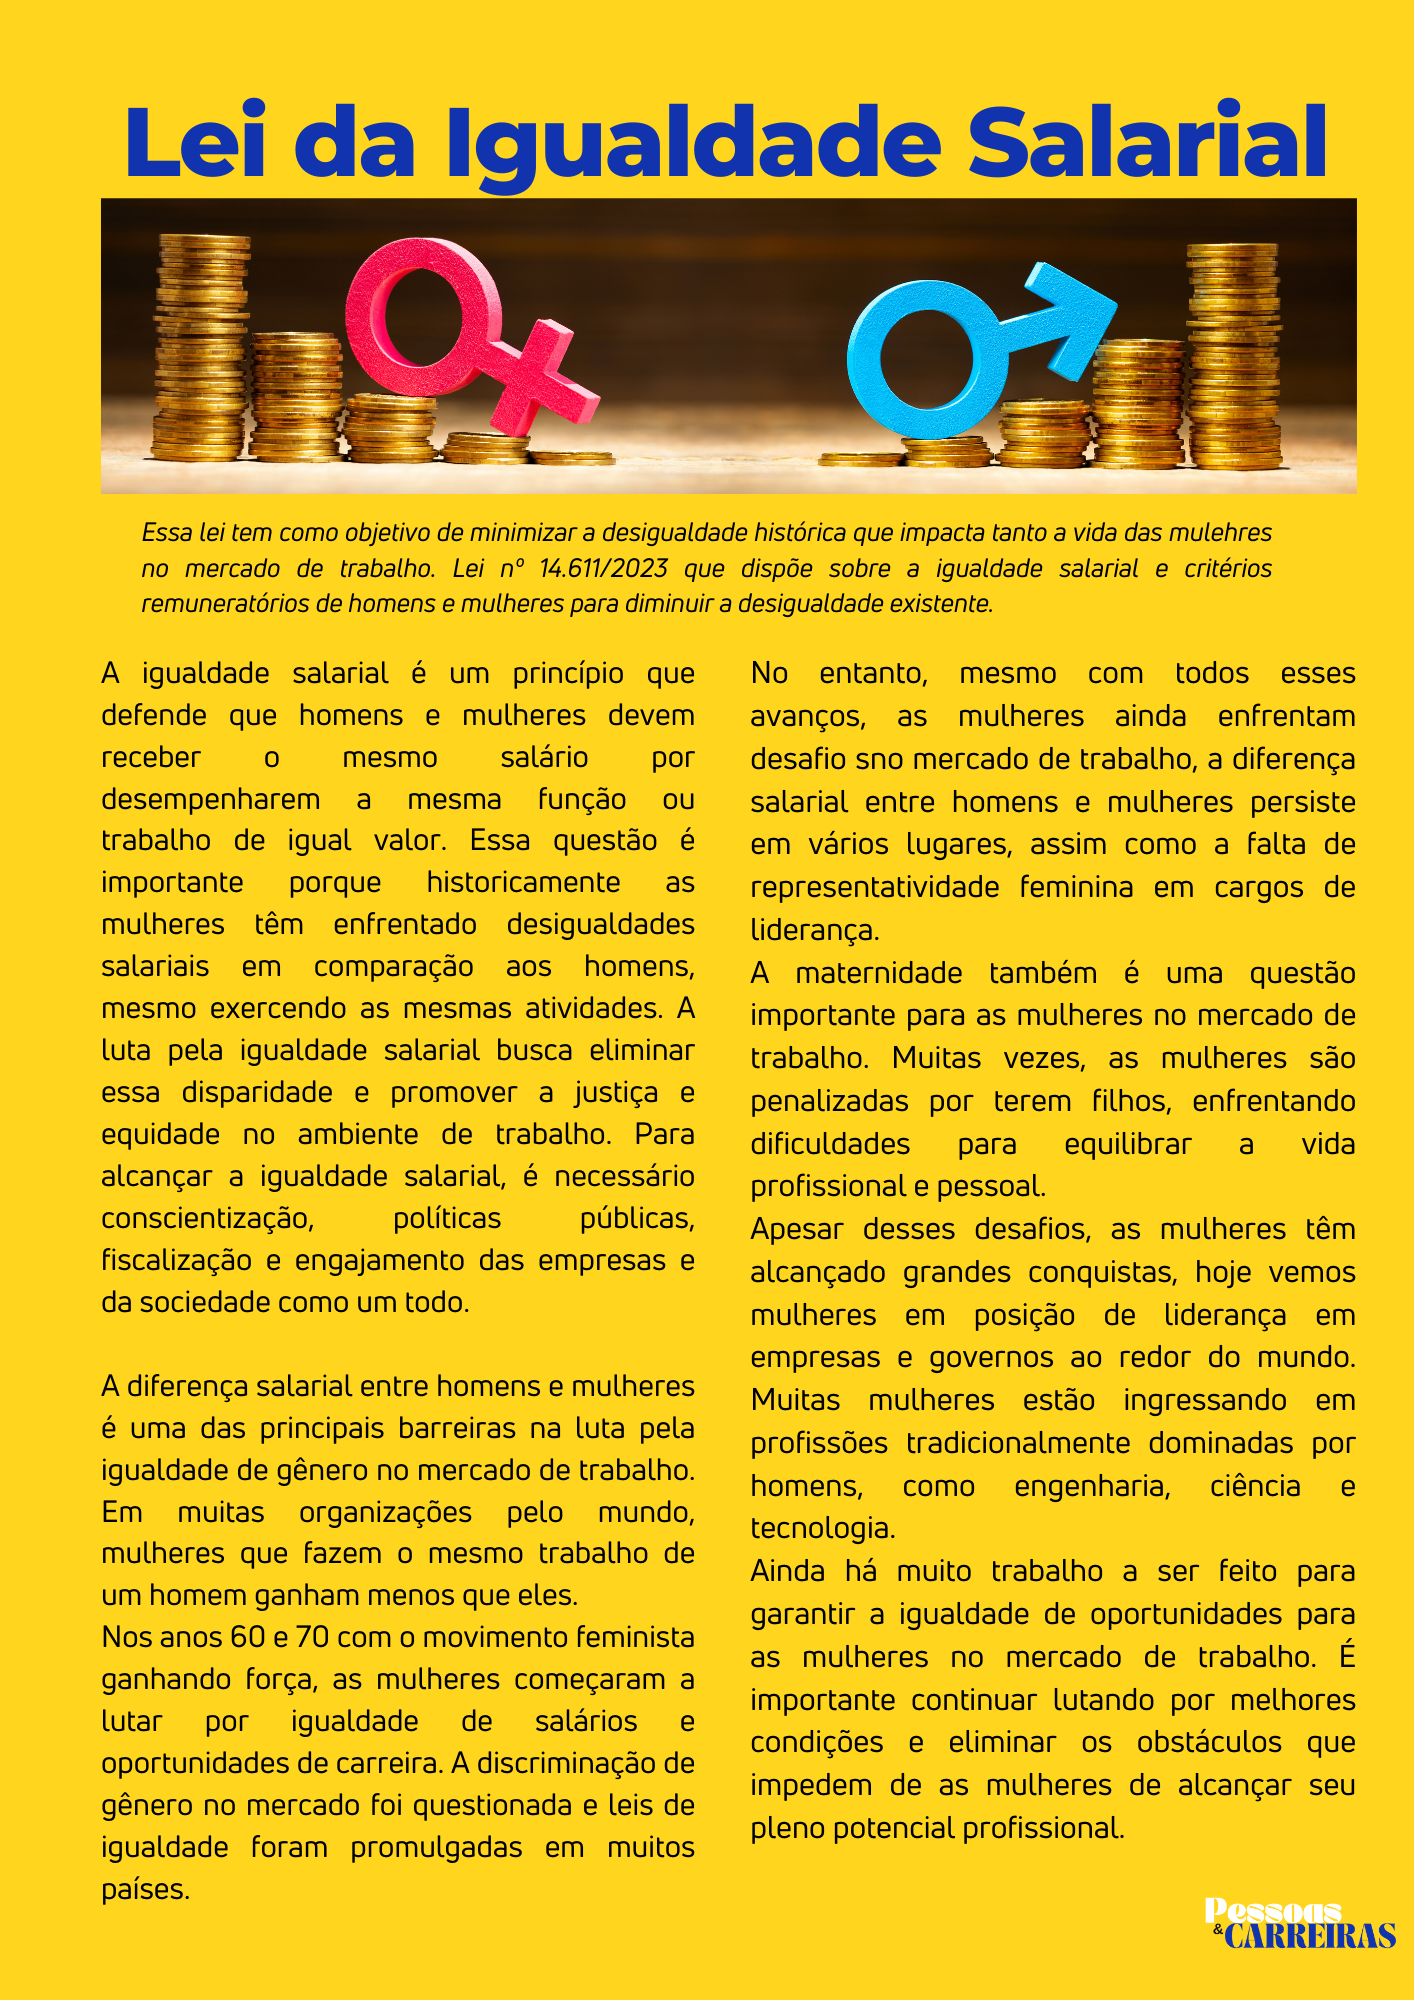 Lei da Igualdade Salarial
Essa lei tem como objetivo de minimizar a desigualdade histórica que impacta tanto a vida das mulehres
no mercado de trabalho. Lei nº 14.611/2023 que dispõe sobre a igualdade salarial e critérios
remuneratórios de homens e mulheres para diminuir a desigualdade existente.
A igualdade salarial é um princípio que
defende que homens e mulheres devem
receber o mesmo salário por
desempenharem a mesma função ou
trabalho de igual valor. Essa questão é
importante porque historicamente as
mulheres têm enfrentado desigualdades
salariais em comparação aos homens,
mesmo exercendo as mesmas atividades. A
luta pela igualdade salarial busca eliminar
essa disparidade e promover a justiça e
equidade no ambiente de trabalho. Para
alcançar a igualdade salarial, é necessário
conscientização, políticas públicas,
fiscalização e engajamento das empresas e
da sociedade como um todo.
A diferença salarial entre homens e mulheres
é uma das principais barreiras na luta pela
igualdade de gênero no mercado de trabalho.
Em muitas organizações pelo mundo,
mulheres que fazem o mesmo trabalho de
um homem ganham menos que eles.
Nos anos 60 e 70 com o movimento feminista
ganhando força, as mulheres começaram a
lutar por igualdade de salários e
oportunidades de carreira. A discriminação de
gênero no mercado foi questionada e leis de
igualdade foram promulgadas em muitos
países.
No entanto, mesmo com todos esses
avanços, as mulheres ainda enfrentam
desafio sno mercado de trabalho, a diferença
salarial entre homens e mulheres persiste
em vários lugares, assim como a falta de
representatividade feminina em cargos de
liderança.
A maternidade também é uma questão
importante para as mulheres no mercado de
trabalho. Muitas vezes, as mulheres são
penalizadas por terem filhos, enfrentando
dificuldades para equilibrar a vida
profissional e pessoal.
Apesar desses desafios, as mulheres têm
alcançado grandes conquistas, hoje vemos
mulheres em posição de liderança em
empresas e governos ao redor do mundo.
Muitas mulheres estão ingressando em
profissões tradicionalmente dominadas por
homens, como engenharia, ciência e
tecnologia.
Ainda há muito trabalho a ser feito para
garantir a igualdade de oportunidades para
as mulheres no mercado de trabalho. É
importante continuar lutando por melhores
condições e eliminar os obstáculos que
impedem de as mulheres de alcançar seu
pleno potencial profissional.
Pessoas
&CARREIRAS